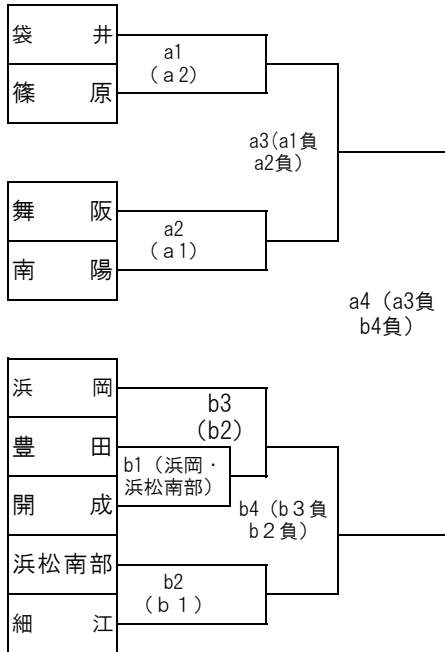 袋井
a1
(a2)
篠原
a3(a1負
a2負)
舞阪
a2
(a1)
南陽
a4 (a3負
b4負)
浜岡
b3
(b2)
豊田
b1 (浜岡・
浜松南部)
開成
b4 (b3負
b2負)
浜松南部
b2
(b1)
細江